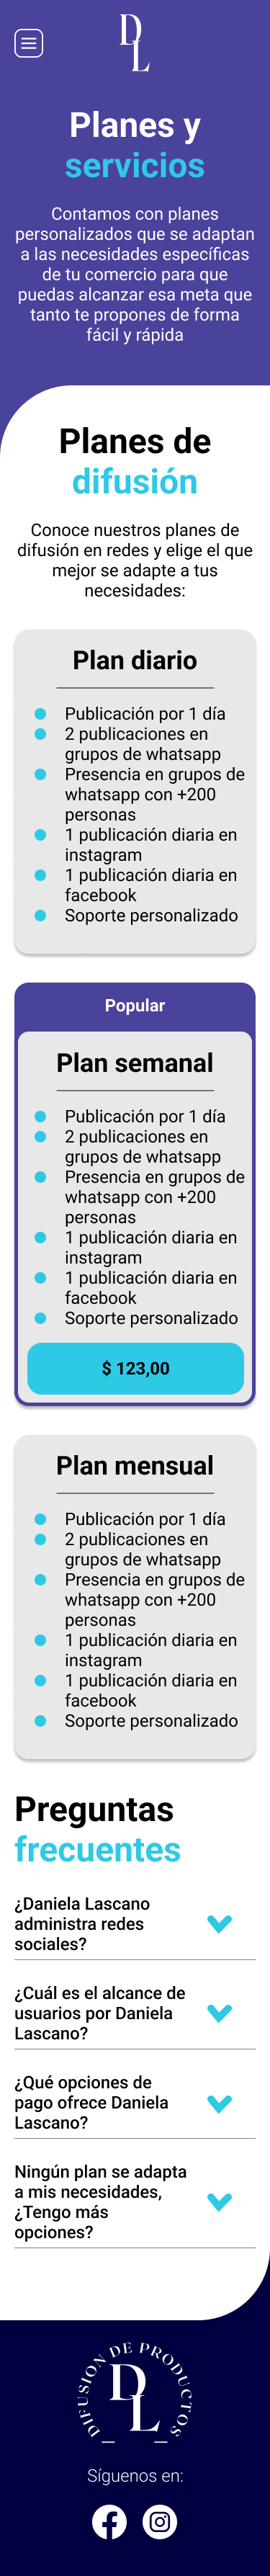 DL
Planes y
servicios
Contamos con planes
personalizados que se adaptan
a las necesidades específicas
de tu comercio para que
puedas alcanzar esa meta que
tanto te propones de forma
fácil y rápida
Planes de
difusión
Conoce nuestros planes de
difusión en redes y elige el que
mejor se adapte a tus
necesidades:
Plan diario
Publicación por 1 día
2 publicaciones en
grupos de whatsapp
Presencia en grupos de
whatsapp con +200
personas
1 publicación diaria en
instagram
1 publicación diaria en
facebook
Soporte personalizado
Popular
Plan semanal
Publicación por 1 día
2 publicaciones en
grupos de whatsapp
Presencia en grupos de
whatsapp con +200
personas
1 publicación diaria en
instagram
1 publicación diaria en
facebook
Soporte personalizado
$ 123,00
Plan mensual
Publicación por 1 día
2 publicaciones en
grupos de whatsapp
Presencia en grupos de
whatsapp con +200
personas
1 publicación diaria en
instagram
1 publicación diaria en
facebook
Soporte personalizado
Preguntas
frecuentes
¿Daniela Lascano
administra redes
sociales?
¿Cuál es el alcance de
usuarios por Daniela
Lascano?
¿Qué opciones de
pago ofrece Daniela
Lascano?
Ningún plan se adapta
a mis necesidades,
¿Tengo más
opciones?
DIFUSION DE PRODUCTOS
DL
Síguenos en: